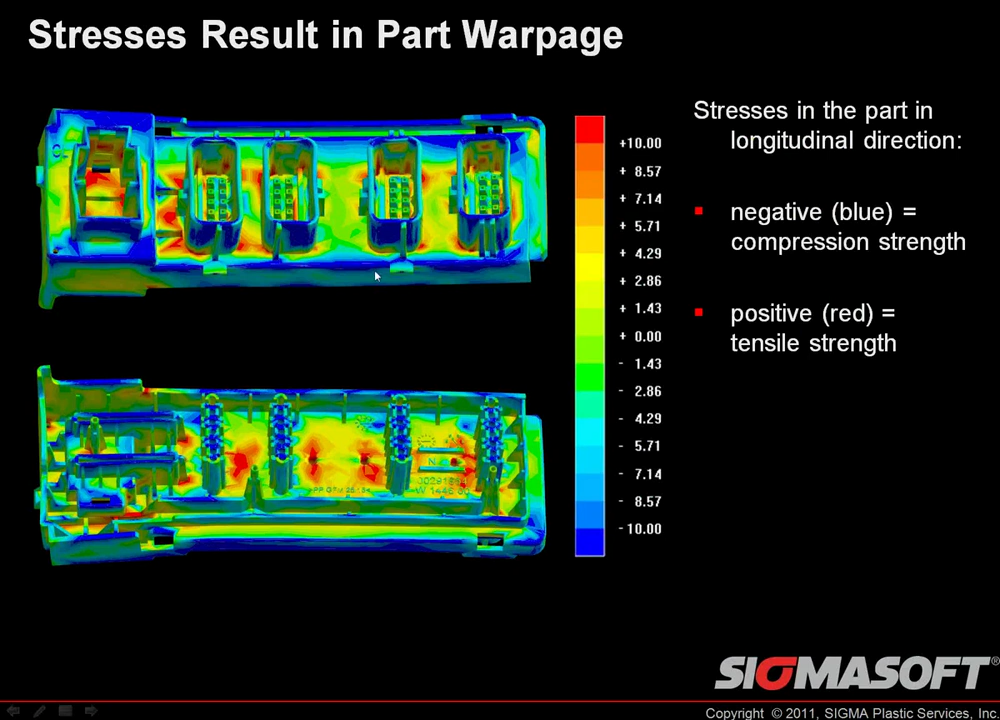 Stresses Result in Part Warpage
Stresses in the part in
longitudinal direction:
negative (blue) =
compression strength
positive (red) =
tensile strength
+10.00
+ 8.57
+ 7.14
+ 5.71
+ 4.29
+ 2.86
+ 1.43
+ 0.00
- 1.43
- 2.86
- 4.29
- 5.71
- 7.14
- 8.57
-10.00
SIGMASOFT®
Copyright © 2011, SIGMA Plastic Services, Inc.